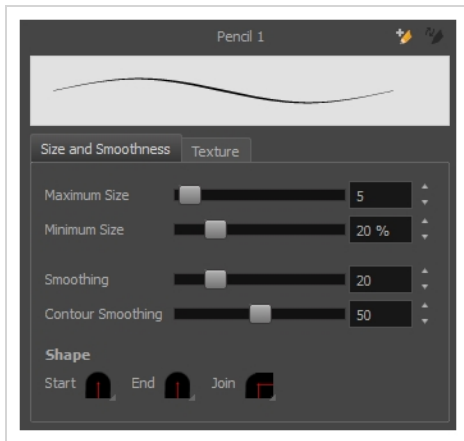 Pencil 1
Size and Smoothness Texture
Maximum Size 5
Minimum Size 20 %
Smoothing 20
Contour Smoothing 50
Shape
Start End Join